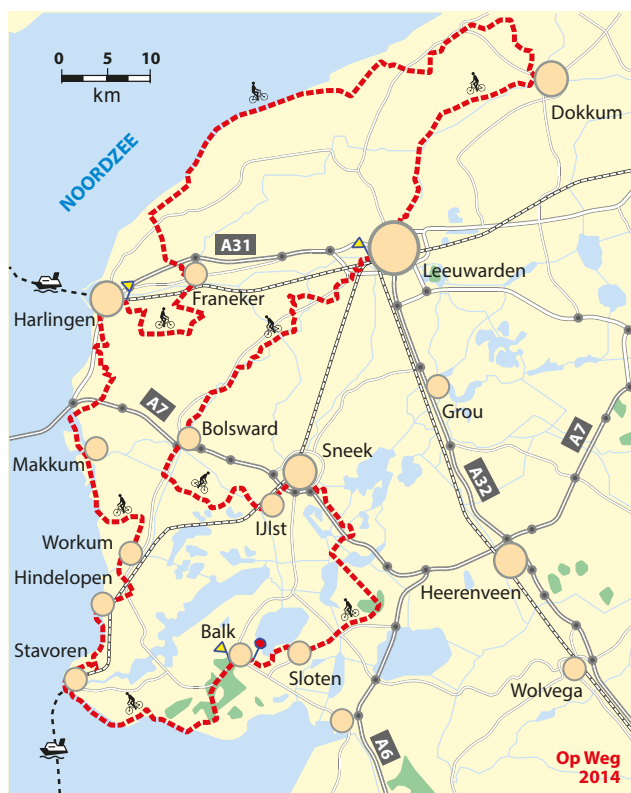 0 5 10
km
Dokkum
NOORDZEE
A31
Leeuwarden
Franeker
Harlingen
A7
Bolsward
Grou
A7
Makkum
Sneek
A32
IJlst
Workum
Hindelopen
Heerenveen
Balk
Stavoren
Sloten
Wolvega
A6
Op Weg
2014